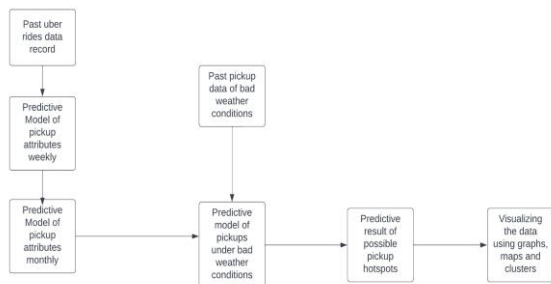 Past uber
rides data
record
Predictive
Model of
pickup
attributes
weekly
Predictive
Model of
pickup
attributes
monthly
Past pickup
data of bad
weather
conditions
Predictive
model of
pickups
under bad
weather
conditions
Predictive
result of
possible
pickup
hotspots
Visualizing
the data
using graphs,
maps and
clusters